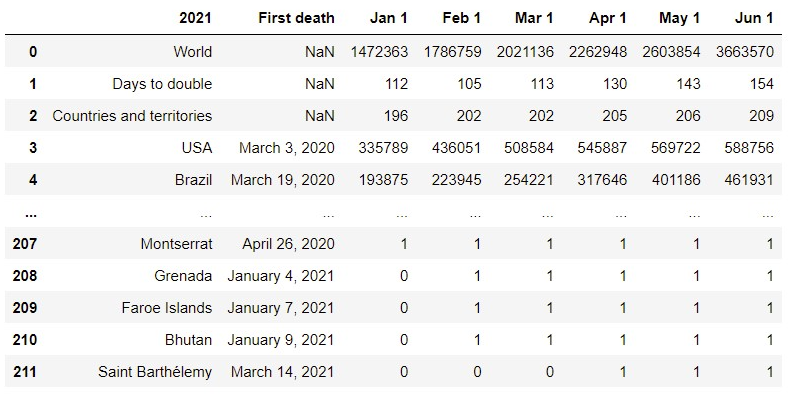 2021 First death Jan 1 Feb 1 Mar 1 Apr 1 May 1 Jun 1
0 World NaN 1472363 1786759 2021136 2262948 2603854 3663570
1 Days to double NaN 112 105 113 130 143 154
2 Countries and territories NaN 196 202 202 205 206 209
3 USA March 3, 2020 335789 436051 508584 545887 569722 588756
4 Brazil March 19, 2020 193875 223945 254221 317646 401186 461931
... ... ... ... ... ... ... ... ...
207 Montserrat April 26, 2020 1 1 1 1 1 1
208 Grenada January 4, 2021 0 1 1 1 1 1
209 Faroe Islands January 7, 2021 0 1 1 1 1 1
210 Bhutan January 9, 2021 0 1 1 1 1 1
211 Saint Barthélemy March 14, 2021 0 0 0 1 1 1